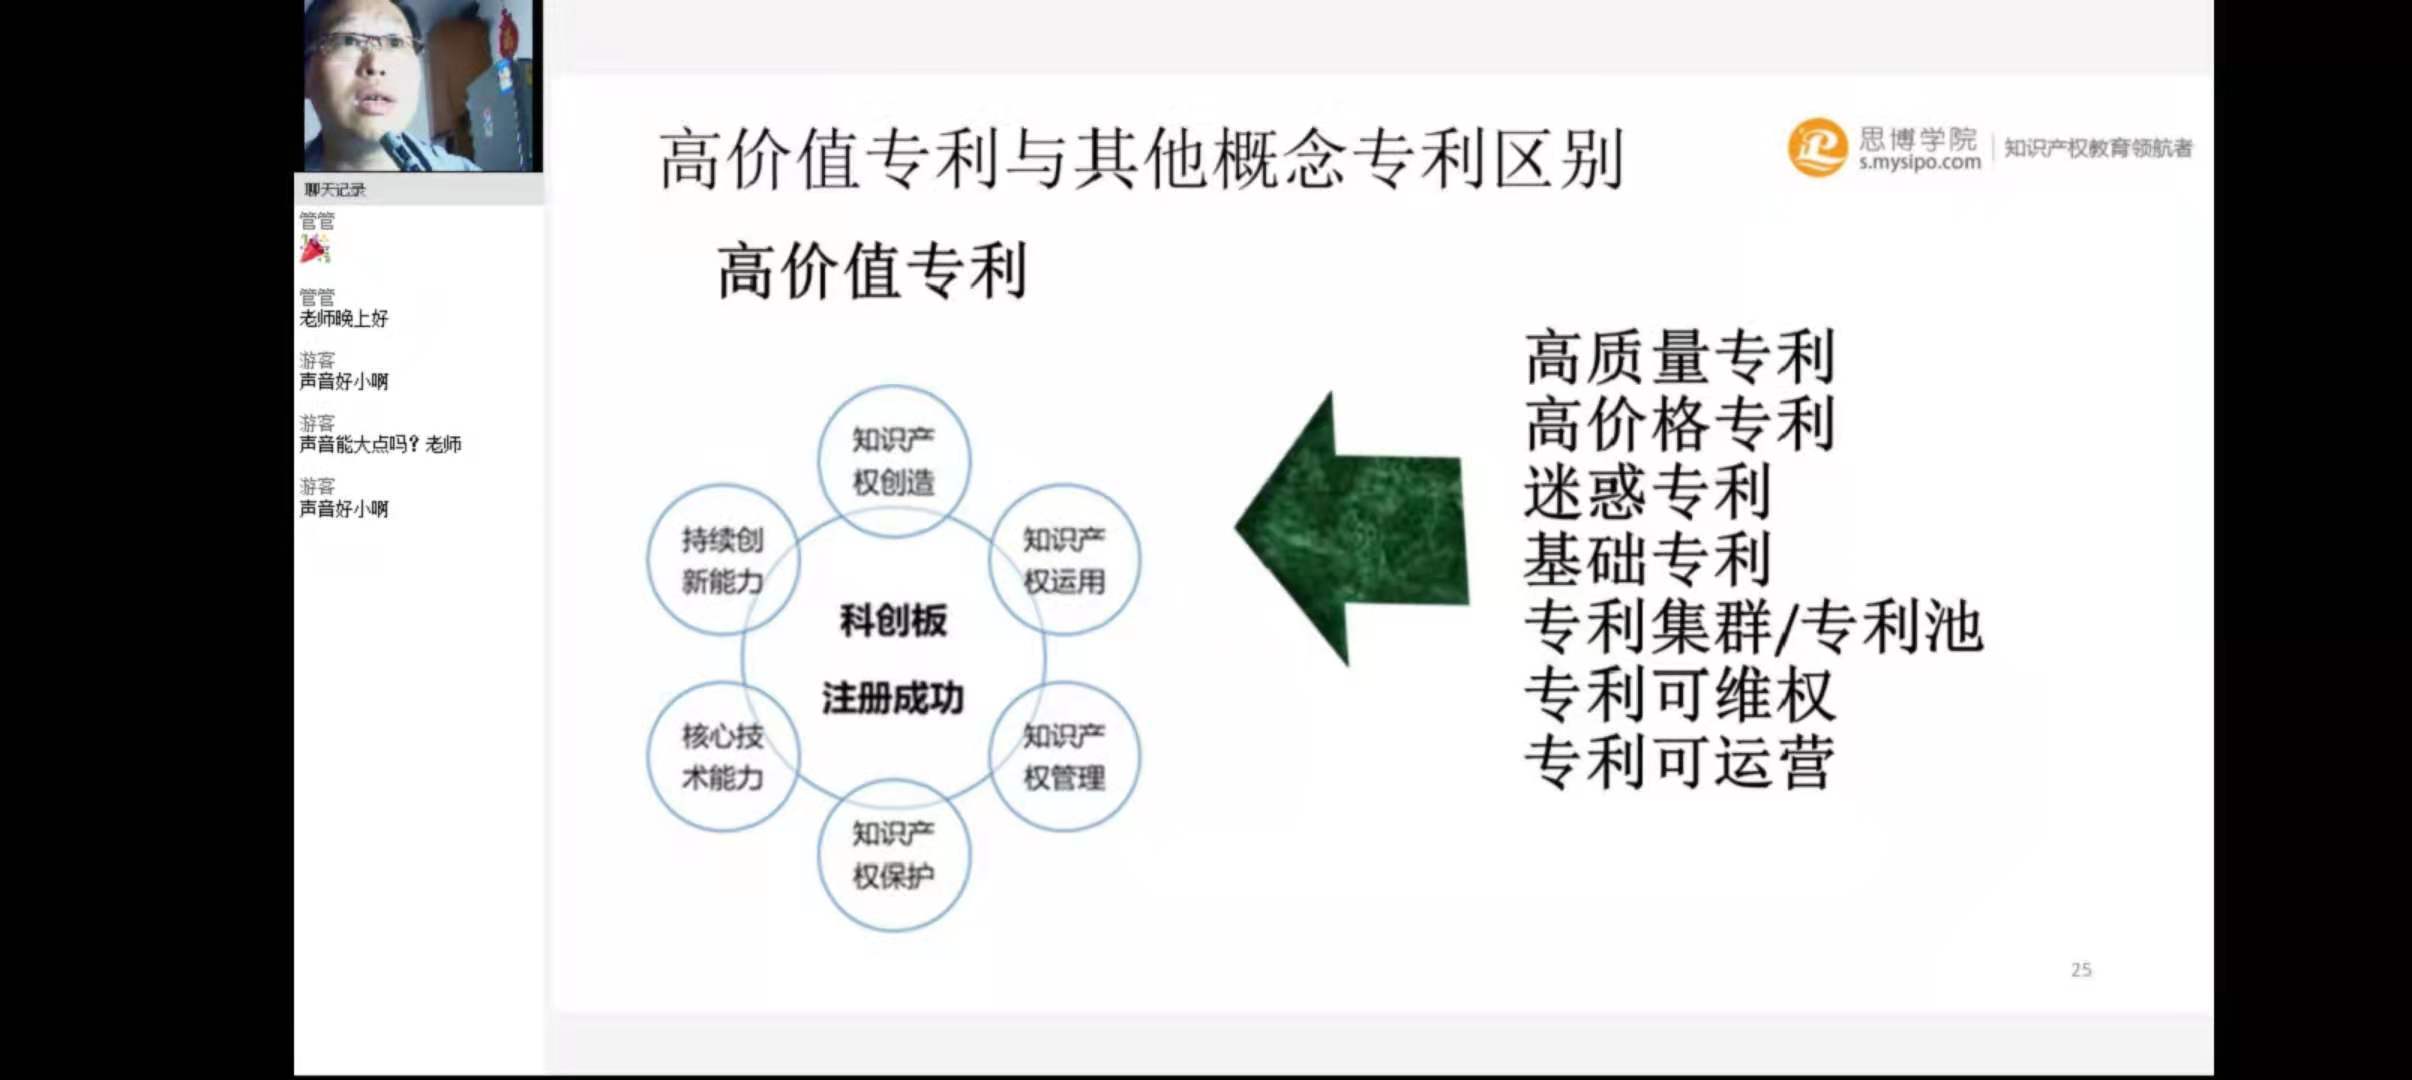 聊天记录
管管
管管
老师晚上好
游客
声音好小啊
游客
声音能大点吗？老师
游客
声音好小啊
高价值专利与其他概念专利区别
思博学院
s.mysipo.com
知识产权教育领航者
高价值专利
知识产
权创造
持续创
新能力
知识产
权运用
科创板
注册成功
核心技
术能力
知识产
权管理
知识产
权保护
高质量专利
高价格专利
迷惑专利
基础专利
专利集群/专利池
专利可维权
专利可运营
25